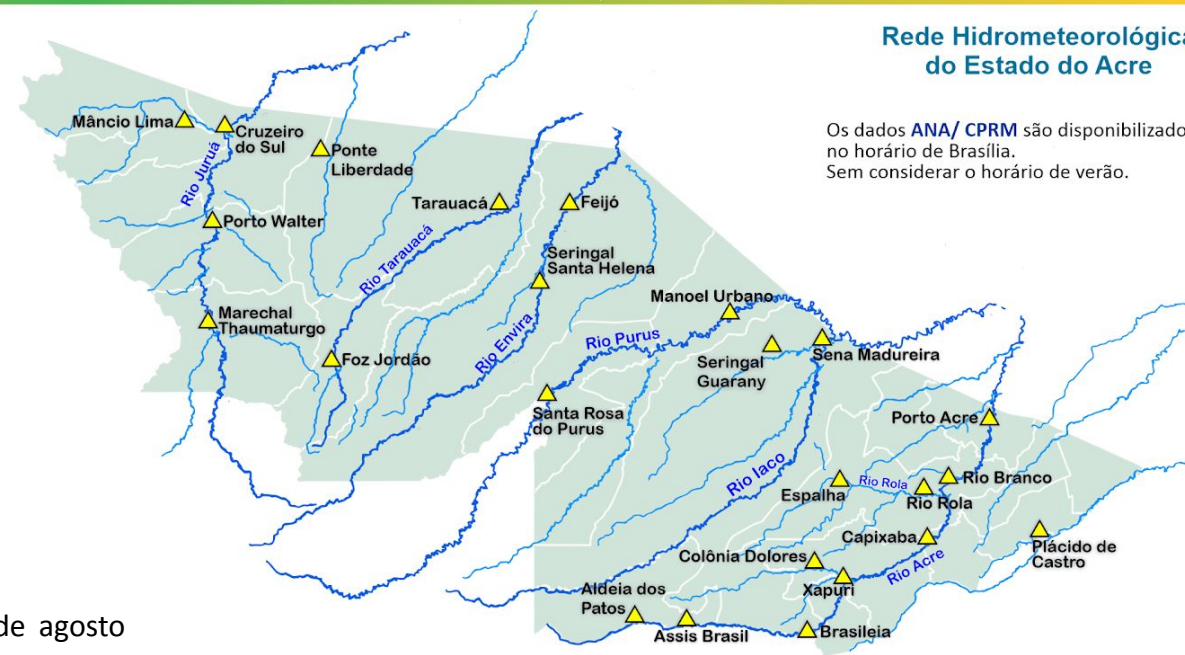 Rede Hidrometeorológica
do Estado do Acre
Os dados ANA/ CPRM são disponibilizado
no horário de Brasília.
Sem considerar o horário de verão.
Mâncio Lima
Cruzeiro
do Sul
Ponte
Liberdade
Rio Juruá
Tarauacá
Feijó
Porto Walter
Rio Tarauacá
Seringal
Santa Helena
Manoel Urbano
Marechal
Thaumaturgo
Rio Envira
Rio Purus
Foz Jordão
Seringal
Guarany
Sena Madureira
Santa Rosa
do Purus
Porto Acre
Rio Iaco
Espalha
Rio Rola
Rio Rola
Rio Branco
Capixaba
Plácido de
Castro
Colônia Dolores
Rio Acre
Xapuri
Aldeia dos
Patos
Assis Brasil
Brasileia
de agosto